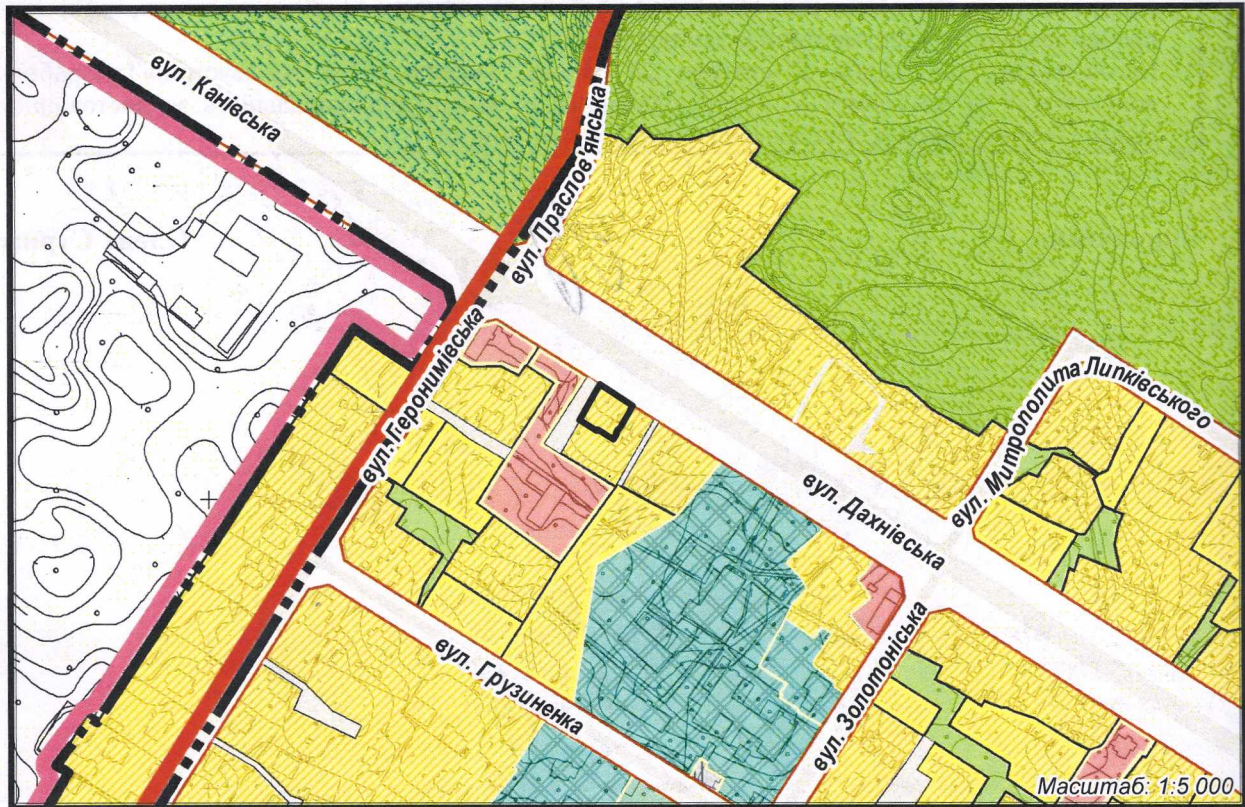 вул. Канівська
вул. Праслов'янська
вул. Героnимівська
вул. Митрополита Липківського
вул. Дахнівська
вул. Золотоніська
вул. Грузиненка
Масштаб: 1:5 000